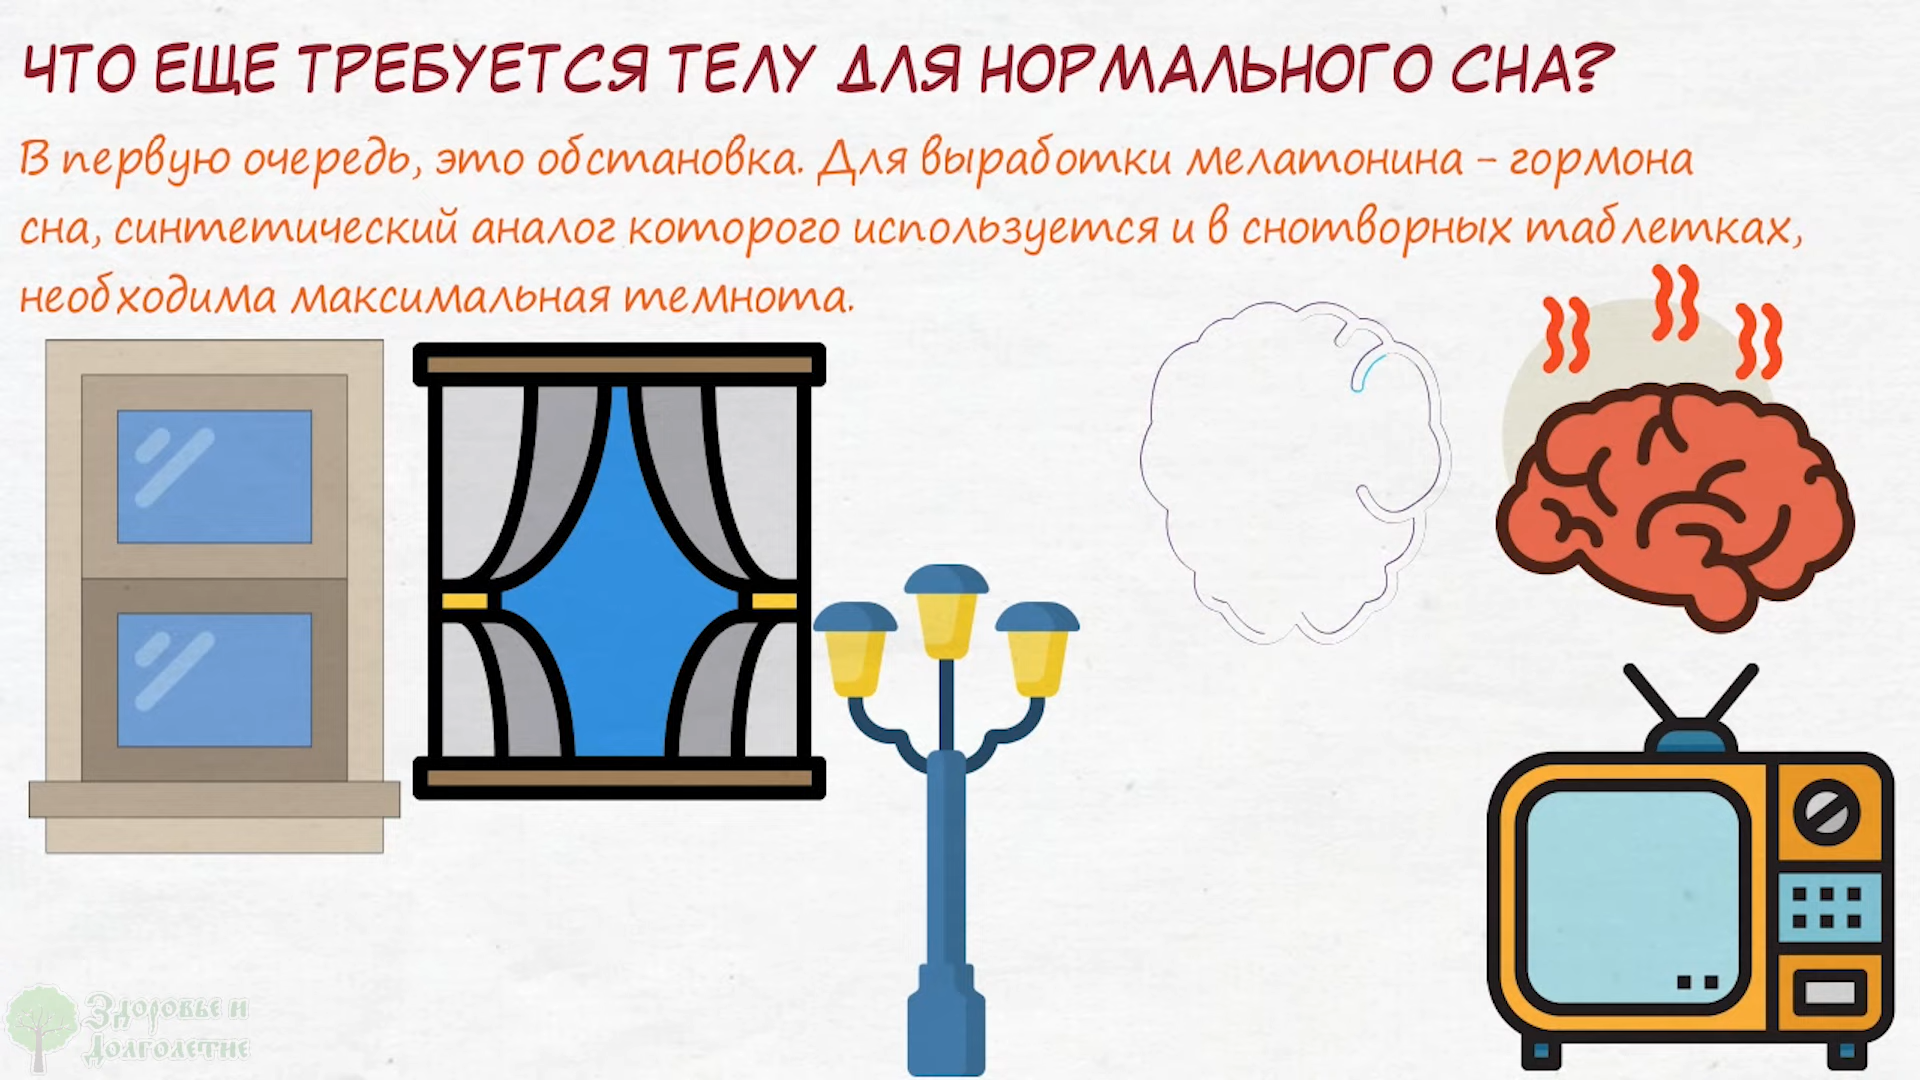 ЧТО ЕЩЕ ТРЕБУЕТСЯ ТЕЛУ ДЛЯ НОРМАЛЬНОГО СНА?
В первую очередь, это обстановка. Для выработки мелатонина – гормона
сна, синтетический аналог которого используется и в снотворных таблетках,
необходима максимальная темнота.
Здоровье и
Долголетие